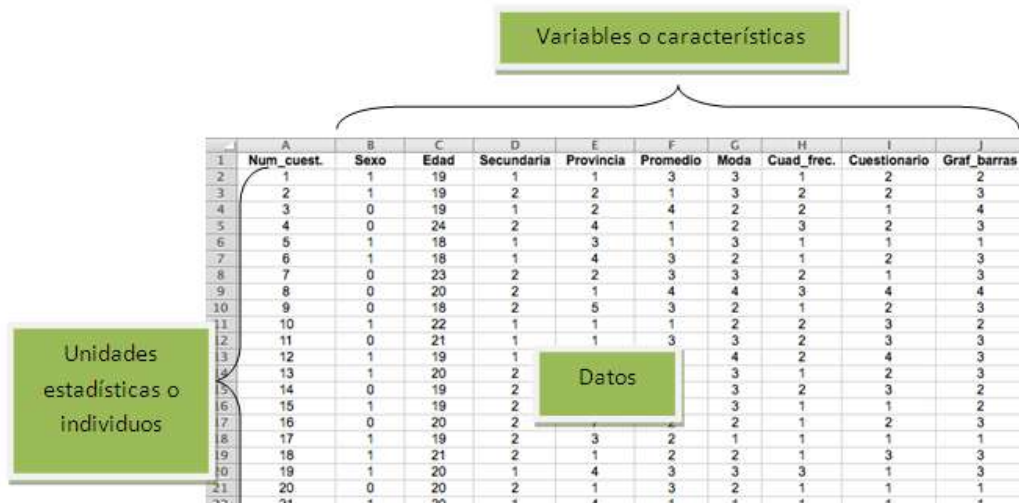 Variables o características
A B C D E F G H I J
1 Num_cuest. Sexo Edad Secundaria Provincia Promedio Moda Cuad_frec. Cuestionario Graf_barras
2 1 1 19 1 1 3 3 1 2 2
3 2 1 19 2 2 1 3 2 2 3
4 3 0 19 1 2 4 2 2 1 4
5 4 0 24 2 4 1 2 3 2 3
6 5 1 18 1 3 1 3 1 1 1
7 6 1 18 1 4 3 2 1 2 3
8 7 0 23 2 2 3 3 2 1 3
9 8 0 20 2 1 4 4 3 4 4
10 9 0 18 2 5 3 2 1 2 3
11 10 1 22 1 1 1 2 2 3 2
12 11 0 21 1 1 3 3 2 3 3
13 12 1 19 1 4 2 4 3
13 1 20 2 3 1 2 3
14 0 19 2 3 2 3 2
15 1 19 2 3 1 1 2
16 0 20 2 2 1 2 3
17 1 19 2 3 2 1 1 1 1
18 1 21 2 1 2 2 1 3 3
19 1 20 1 4 3 3 3 1 3
21 20 0 20 2 1 3 2 1 1 1
Unidades
estadísticas o
individuos
Datos